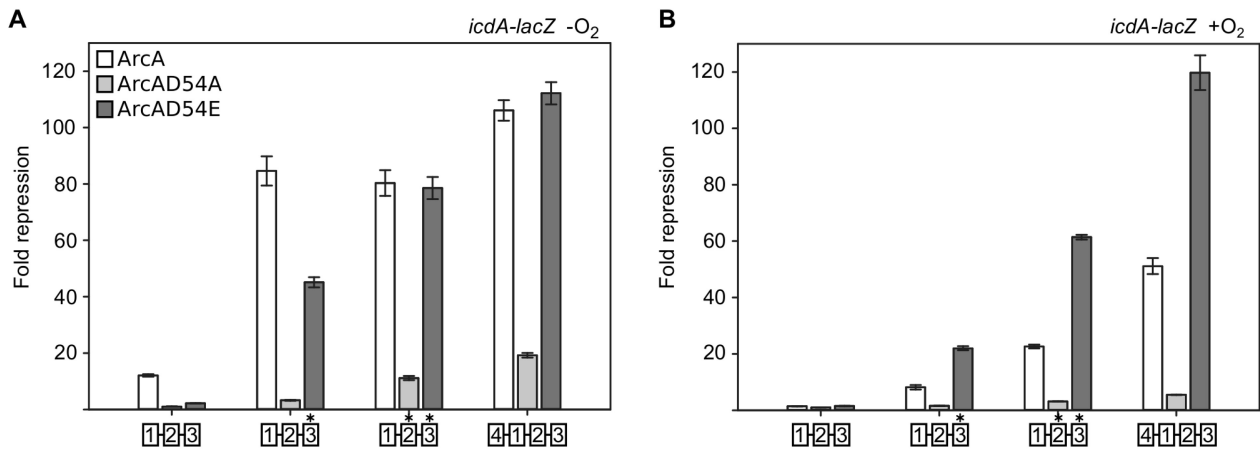 A
icdA-lacZ -O2
ArcA
ArcAD54A
ArcAD54E
Fold repression
120
100
80
60
40
20
1-2-3
1-2-3*
1-2*-3*
4-1-2-3
B
icdA-lacZ +O2
Fold repression
120
100
80
60
40
20
1-2-3
1-2-3*
1-2*-3*
4-1-2-3